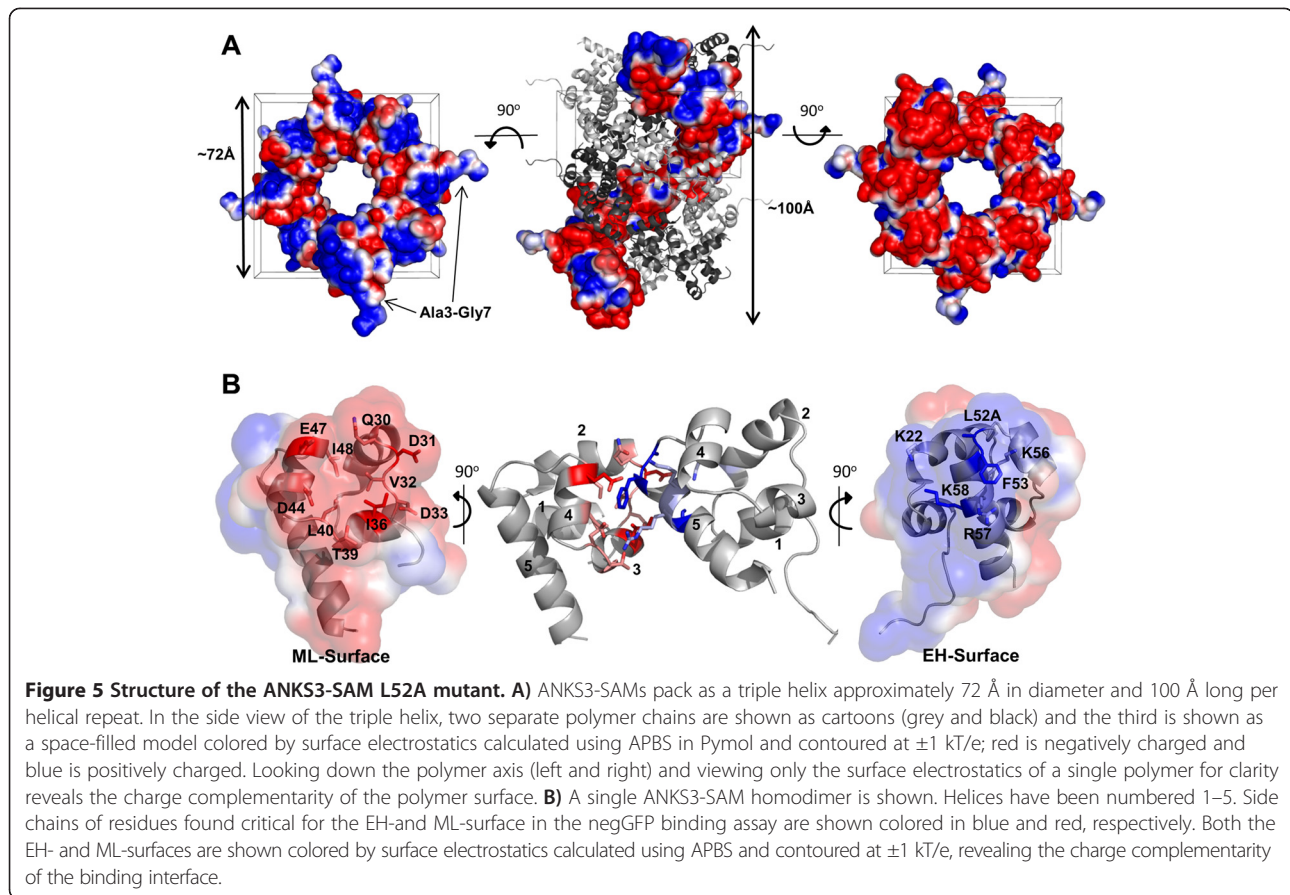 A
90°
90°
~72Å
~100Å
Ala3-Gly7
B
Q30
E47
I48
D31
V32
D44
D33
L40
I36
T39
90°
2
4
2
1
4
3
5
1
5
3
90°
L52A
K22
K56
F53
K58
R57
ML-Surface
EH-Surface
Figure 5 Structure of the ANKS3-SAM L52A mutant. A) ANKS3-SAMs pack as a triple helix approximately 72 Å in diameter and 100 Å long per
helical repeat. In the side view of the triple helix, two separate polymer chains are shown as cartoons (grey and black) and the third is shown as
a space-filled model colored by surface electrostatics calculated using APBS in Pymol and contoured at ±1 kT/e; red is negatively charged and
blue is positively charged. Looking down the polymer axis (left and right) and viewing only the surface electrostatics of a single polymer for clarity
reveals the charge complementarity of the polymer surface. B) A single ANKS3-SAM homodimer is shown. Helices have been numbered 1–5. Side
chains of residues found critical for the EH-and ML-surface in the negGFP binding assay are shown colored in blue and red, respectively. Both the
EH- and ML-surfaces are shown colored by surface electrostatics calculated using APBS and contoured at ±1 kT/e, revealing the charge complementarity
of the binding interface.